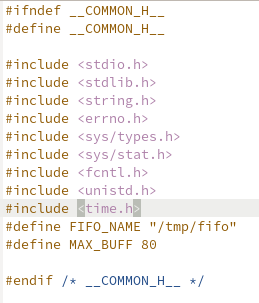 #ifndef __COMMON_H__
#define __COMMON_H__
#include <stdio.h>
#include <stdlib.h>
#include <string.h>
#include <errno.h>
#include <sys/types.h>
#include <sys/stat.h>
#include <fcntl.h>
#include <unistd.h>
#include <time.h>
#define FIFO_NAME "/tmp/fifo"
#define MAX_BUFF 80
#endif /* __COMMON_H__ */